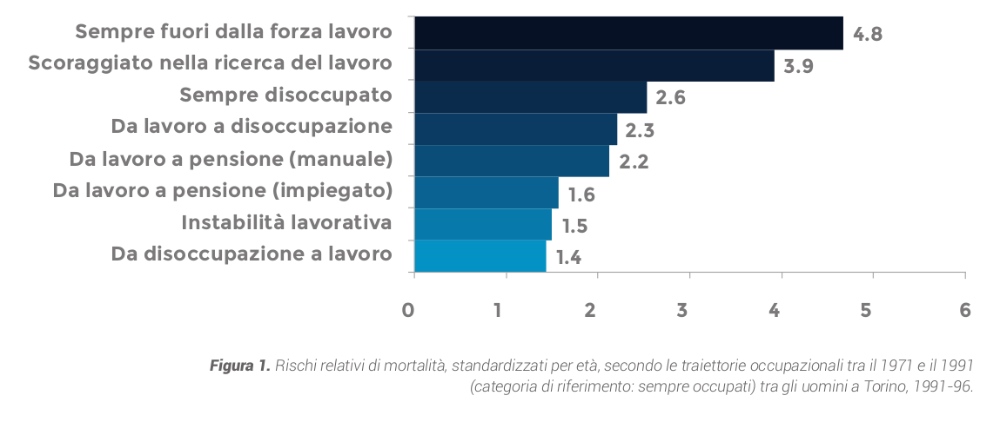 Sempre fuori dalla forza lavoro 4.8
Scoraggiato nella ricerca del lavoro 3.9
Sempre disoccupato 2.6
Da lavoro a disoccupazione 2.3
Da lavoro a pensione (manuale) 2.2
Da lavoro a pensione (impiegato) 1.6
Instabilità lavorativa 1.5
Da disoccupazione a lavoro 1.4
0 1 2 3 4 5 6
Figura 1. Rischi relativi di mortalità, standardizzati per età, secondo le traiettorie occupazionali tra il 1971 e il 1991
(categoria di riferimento: sempre occupati) tra gli uomini a Torino, 1991-96.